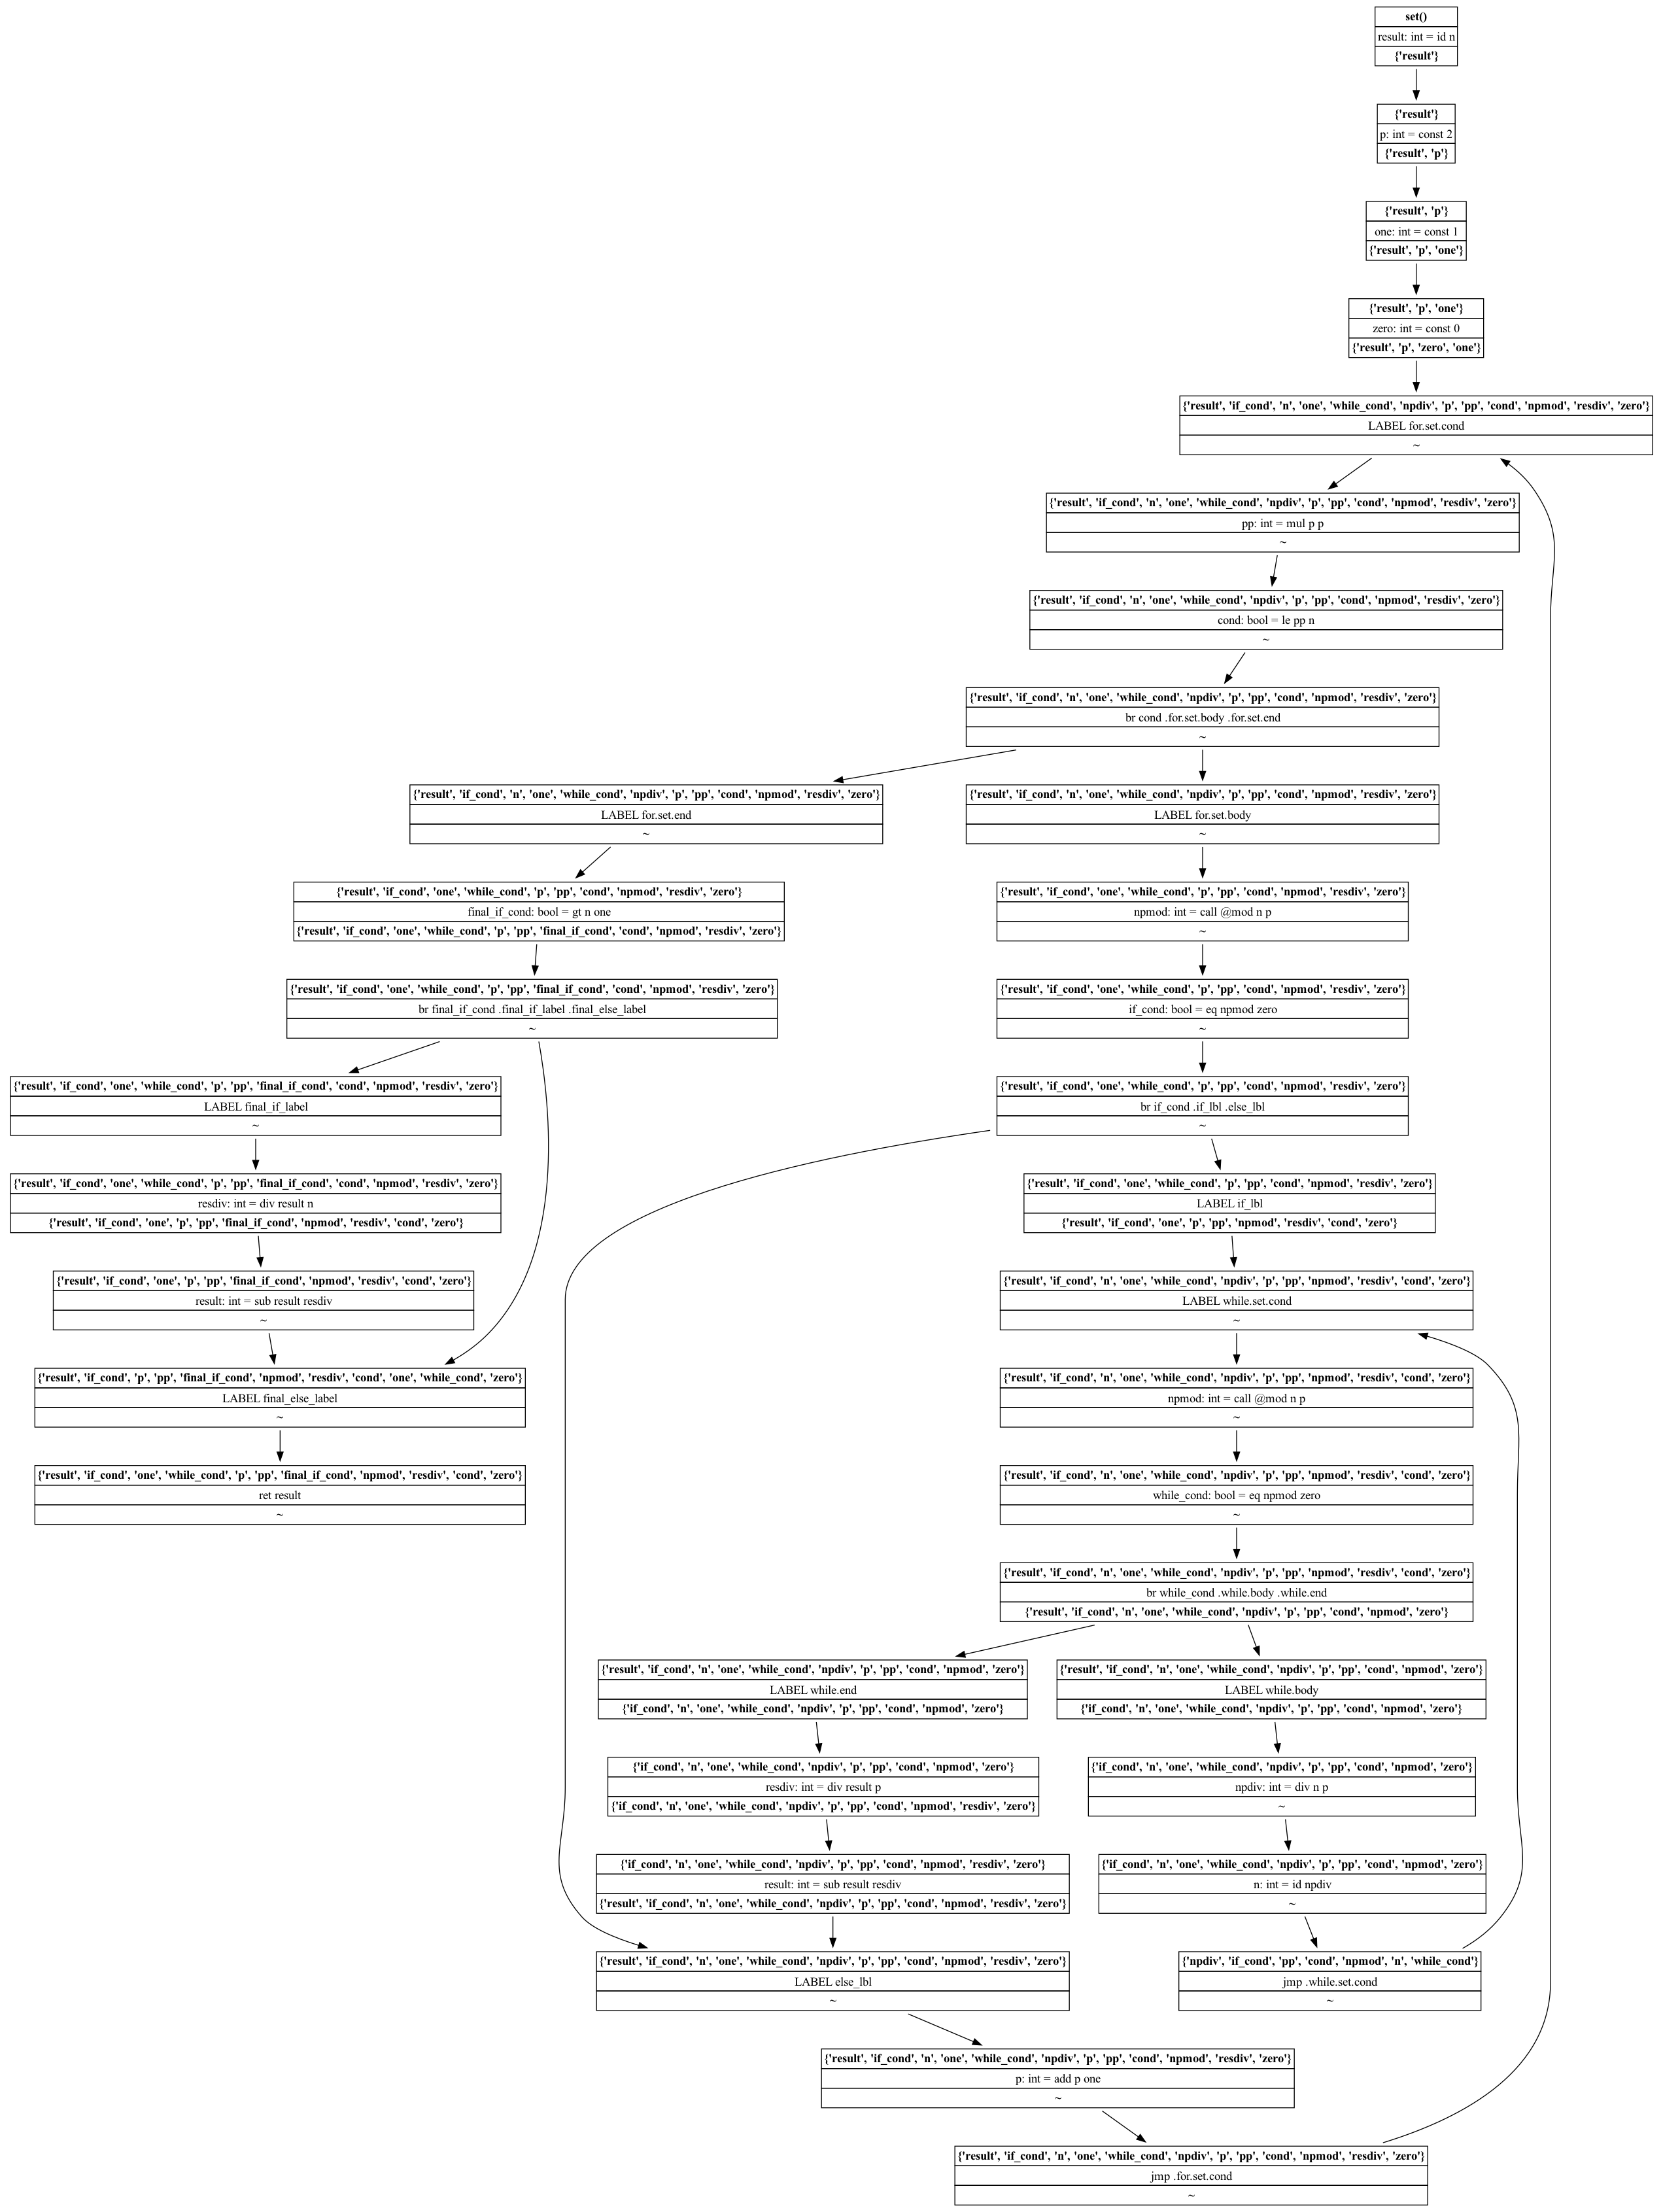 set()
result: int = id n
{'result'}
{'result'}
p: int = const 2
{'result', 'p'}
{'result', 'p'}
one: int = const 1
{'result', 'p', 'one'}
{'result', 'p', 'one'}
zero: int = const 0
{'result', 'p', 'zero', 'one'}
{'result', 'if_cond', 'n', 'one', 'while_cond', 'npdiv', 'p', 'pp', 'cond', 'npmod', 'resdiv', 'zero'}
LABEL for.set.cond
~
{'result', 'if_cond', 'n', 'one', 'while_cond', 'npdiv', 'p', 'pp', 'cond', 'npmod', 'resdiv', 'zero'}
pp: int = mul p p
~
{'result', 'if_cond', 'n', 'one', 'while_cond', 'npdiv', 'p', 'pp', 'cond', 'npmod', 'resdiv', 'zero'}
cond: bool = le pp n
~
{'result', 'if_cond', 'n', 'one', 'while_cond', 'npdiv', 'p', 'pp', 'cond', 'npmod', 'resdiv', 'zero'}
br cond .for.set.body .for.set.end
~
{'result', 'if_cond', 'n', 'one', 'while_cond', 'npdiv', 'p', 'pp', 'cond', 'npmod', 'resdiv', 'zero'}
LABEL for.set.end
~
{'result', 'if_cond', 'n', 'one', 'while_cond', 'npdiv', 'p', 'pp', 'cond', 'npmod', 'resdiv', 'zero'}
LABEL for.set.body
~
{'result', 'if_cond', 'one', 'while_cond', 'p', 'pp', 'cond', 'npmod', 'resdiv', 'zero'}
final_if_cond: bool = gt n one
{'result', 'if_cond', 'one', 'while_cond', 'p', 'pp', 'final_if_cond', 'cond', 'npmod', 'resdiv', 'zero'}
{'result', 'if_cond', 'one', 'while_cond', 'p', 'pp', 'cond', 'npmod', 'resdiv', 'zero'}
npmod: int = call @mod n p
~
{'result', 'if_cond', 'one', 'while_cond', 'p', 'pp', 'final_if_cond', 'cond', 'npmod', 'resdiv', 'zero'}
br final_if_cond .final_if_label .final_else_label
~
{'result', 'if_cond', 'one', 'while_cond', 'p', 'pp', 'cond', 'npmod', 'resdiv', 'zero'}
if_cond: bool = eq npmod zero
~
{'result', 'if_cond', 'one', 'while_cond', 'p', 'pp', 'final_if_cond', 'cond', 'npmod', 'resdiv', 'zero'}
LABEL final_if_label
~
{'result', 'if_cond', 'one', 'while_cond', 'p', 'pp', 'cond', 'npmod', 'resdiv', 'zero'}
br if_cond .if_lbl .else_lbl
~
{'result', 'if_cond', 'one', 'while_cond', 'p', 'pp', 'final_if_cond', 'cond', 'npmod', 'resdiv', 'zero'}
resdiv: int = div result n
{'result', 'if_cond', 'one', 'p', 'pp', 'final_if_cond', 'npmod', 'resdiv', 'cond', 'zero'}
{'result', 'if_cond', 'one', 'while_cond', 'p', 'pp', 'cond', 'npmod', 'resdiv', 'zero'}
LABEL if_lbl
{'result', 'if_cond', 'one', 'p', 'pp', 'npmod', 'resdiv', 'cond', 'zero'}
{'result', 'if_cond', 'one', 'p', 'pp', 'final_if_cond', 'npmod', 'resdiv', 'cond', 'zero'}
result: int = sub result resdiv
~
{'result', 'if_cond', 'n', 'one', 'while_cond', 'npdiv', 'p', 'pp', 'npmod', 'resdiv', 'cond', 'zero'}
LABEL while.set.cond
~
{'result', 'if_cond', 'p', 'pp', 'final_if_cond', 'npmod', 'resdiv', 'cond', 'one', 'while_cond', 'zero'}
LABEL final_else_label
~
{'result', 'if_cond', 'n', 'one', 'while_cond', 'npdiv', 'p', 'pp', 'npmod', 'resdiv', 'cond', 'zero'}
npmod: int = call @mod n p
~
{'result', 'if_cond', 'one', 'while_cond', 'p', 'pp', 'final_if_cond', 'npmod', 'resdiv', 'cond', 'zero'}
ret result
~
{'result', 'if_cond', 'n', 'one', 'while_cond', 'npdiv', 'p', 'pp', 'npmod', 'resdiv', 'cond', 'zero'}
while_cond: bool = eq npmod zero
~
{'result', 'if_cond', 'n', 'one', 'while_cond', 'npdiv', 'p', 'pp', 'npmod', 'resdiv', 'cond', 'zero'}
br while_cond .while.body .while.end
{'result', 'if_cond', 'n', 'one', 'while_cond', 'npdiv', 'p', 'pp', 'cond', 'npmod', 'zero'}
{'result', 'if_cond', 'n', 'one', 'while_cond', 'npdiv', 'p', 'pp', 'cond', 'npmod', 'zero'}
LABEL while.end
{'if_cond', 'n', 'one', 'while_cond', 'npdiv', 'p', 'pp', 'cond', 'npmod', 'zero'}
{'result', 'if_cond', 'n', 'one', 'while_cond', 'npdiv', 'p', 'pp', 'cond', 'npmod', 'zero'}
LABEL while.body
{'if_cond', 'n', 'one', 'while_cond', 'npdiv', 'p', 'pp', 'cond', 'npmod', 'zero'}
{'if_cond', 'n', 'one', 'while_cond', 'npdiv', 'p', 'pp', 'cond', 'npmod', 'zero'}
resdiv: int = div result p
{'if_cond', 'n', 'one', 'while_cond', 'npdiv', 'p', 'pp', 'cond', 'npmod', 'resdiv', 'zero'}
{'if_cond', 'n', 'one', 'while_cond', 'npdiv', 'p', 'pp', 'cond', 'npmod', 'zero'}
npdiv: int = div n p
~
{'if_cond', 'n', 'one', 'while_cond', 'npdiv', 'p', 'pp', 'cond', 'npmod', 'resdiv', 'zero'}
result: int = sub result resdiv
{'result', 'if_cond', 'n', 'one', 'while_cond', 'npdiv', 'p', 'pp', 'cond', 'npmod', 'resdiv', 'zero'}
{'if_cond', 'n', 'one', 'while_cond', 'npdiv', 'p', 'pp', 'cond', 'npmod', 'zero'}
n: int = id npdiv
~
{'result', 'if_cond', 'n', 'one', 'while_cond', 'npdiv', 'p', 'pp', 'cond', 'npmod', 'resdiv', 'zero'}
LABEL else_lbl
~
{'npdiv', 'if_cond', 'pp', 'cond', 'npmod', 'n', 'while_cond'}
jmp .while.set.cond
~
{'result', 'if_cond', 'n', 'one', 'while_cond', 'npdiv', 'p', 'pp', 'cond', 'npmod', 'resdiv', 'zero'}
p: int = add p one
~
{'result', 'if_cond', 'n', 'one', 'while_cond', 'npdiv', 'p', 'pp', 'cond', 'npmod', 'resdiv', 'zero'}
jmp .for.set.cond
~